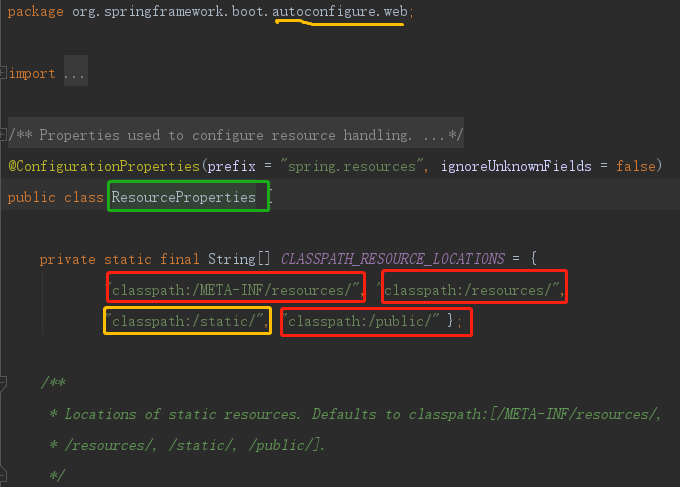 package org.springframework.boot.autoconfigure.web;
import ...
/** Properties used to configure resource handling. ...*/
@ConfigurationProperties(prefix = "spring.resources", ignoreUnknownFields = false)
public class ResourceProperties {
private static final String[] CLASSPATH_RESOURCE_LOCATIONS = {
"classpath:/META-INF/resources/", "classpath:/resources/",
"classpath:/static/", "classpath:/public/" };
/**
* Locations of static resources. Defaults to classpath:[/META-INF/resources/,
* /resources/, /static/, /public/].
*/